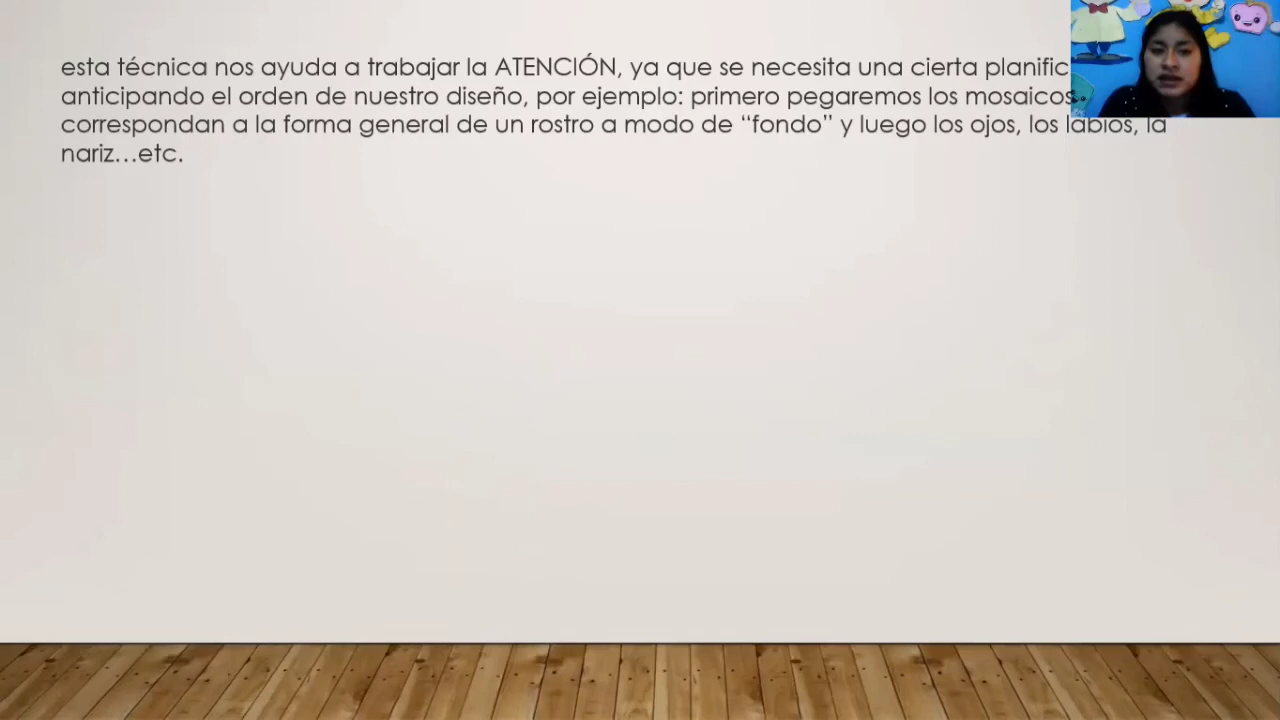 esta técnica nos ayuda a trabajar la ATENCIÓN, ya que se necesita una cierta
anticipando el orden de nuestro diseño, por ejemplo: primero pegaremos los mosaicos
correspondan a la forma general de un rostro a modo de “fondo” y luego los ojos, los labios, la
nariz…etc.